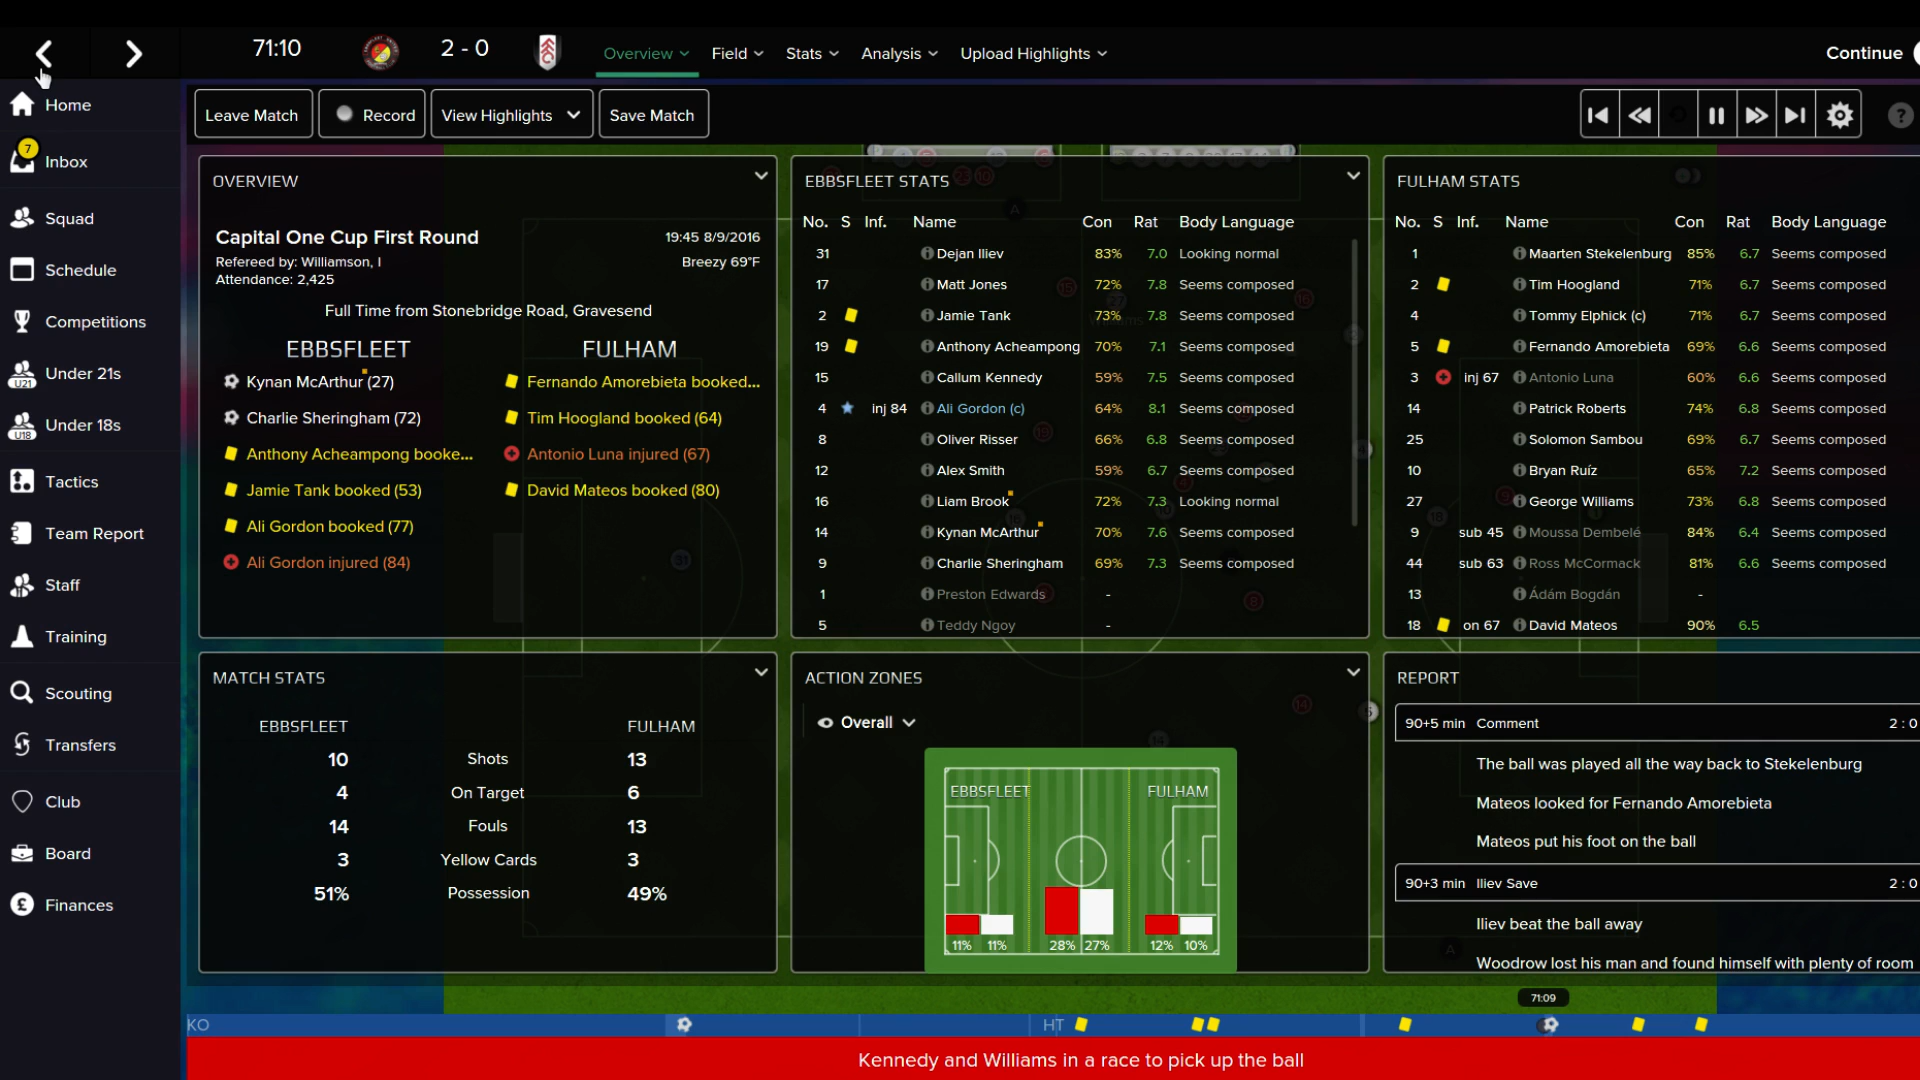 71:10 2 - 0 Overview Field Stats Analysis Upload Highlights Continue
Home
7
Inbox
Squad
Schedule
Competitions
U21 Under 21s
U18 Under 18s
Tactics
Team Report
Staff
Training
Scouting
Transfers
Club
Board
Finances
Leave Match Record View Highlights Save Match
?
OVERVIEW
Capital One Cup First Round 19:45 8/9/2016
Refereed by: Williamson, I Breezy 69°F
Attendance: 2,425
Full Time from Stonebridge Road, Gravesend
EBBSFLEET FULHAM
Kynan McArthur (27) Fernando Amorebieta booked...
Charlie Sheringham (72) Tim Hoogland booked (64)
Anthony Acheampong booke... Antonio Luna injured (67)
Jamie Tank booked (53) David Mateos booked (80)
Ali Gordon booked (77)
Ali Gordon injured (84)
EBBSFLEET STATS
No. S Inf. Name Con Rat Body Language
31 Dejan Iliev 83% 7.0 Looking normal
17 Matt Jones 72% 7.8 Seems composed
2 Jamie Tank 73% 7.8 Seems composed
19 Anthony Acheampong 70% 7.1 Seems composed
15 Callum Kennedy 59% 7.5 Seems composed
4 inj 84 Ali Gordon (c) 64% 8.1 Seems composed
8 Oliver Risser 66% 6.8 Seems composed
12 Alex Smith 59% 6.7 Seems composed
16 Liam Brook 72% 7.3 Looking normal
14 Kynan McArthur 70% 7.6 Seems composed
9 Charlie Sheringham 69% 7.3 Seems composed
1 Preston Edwards -
5 Teddy Ngoy -
FULHAM STATS
No. S Inf. Name Con Rat Body Language
1 Maarten Stekelenburg 85% 6.7 Seems composed
2 Tim Hoogland 71% 6.7 Seems composed
4 Tommy Elphick (c) 71% 6.7 Seems composed
5 Fernando Amorebieta 69% 6.6 Seems composed
3 inj 67 Antonio Luna 60% 6.6 Seems composed
14 Patrick Roberts 74% 6.8 Seems composed
25 Solomon Sambou 69% 6.7 Seems composed
10 Bryan Ruíz 65% 7.2 Seems composed
27 George Williams 73% 6.8 Seems composed
9 sub 45 Moussa Dembelé 84% 6.4 Seems composed
44 sub 63 Ross McCormack 81% 6.6 Seems composed
13 Ádám Bogdán -
18 on 67 David Mateos 90% 6.5
MATCH STATS
EBBSFLEET FULHAM
10 Shots 13
4 On Target 6
14 Fouls 13
3 Yellow Cards 3
51% Possession 49%
ACTION ZONES
Overall
EBBSFLEET FULHAM
11% 11% 28% 27% 12% 10%
REPORT
90+5 min Comment 2 : 0
The ball was played all the way back to Stekelenburg
Mateos looked for Fernando Amorebieta
Mateos put his foot on the ball
90+3 min Iliev Save 2 : 0
Iliev beat the ball away
Woodrow lost his man and found himself with plenty of room
71:09
KO HT
Kennedy and Williams in a race to pick up the ball